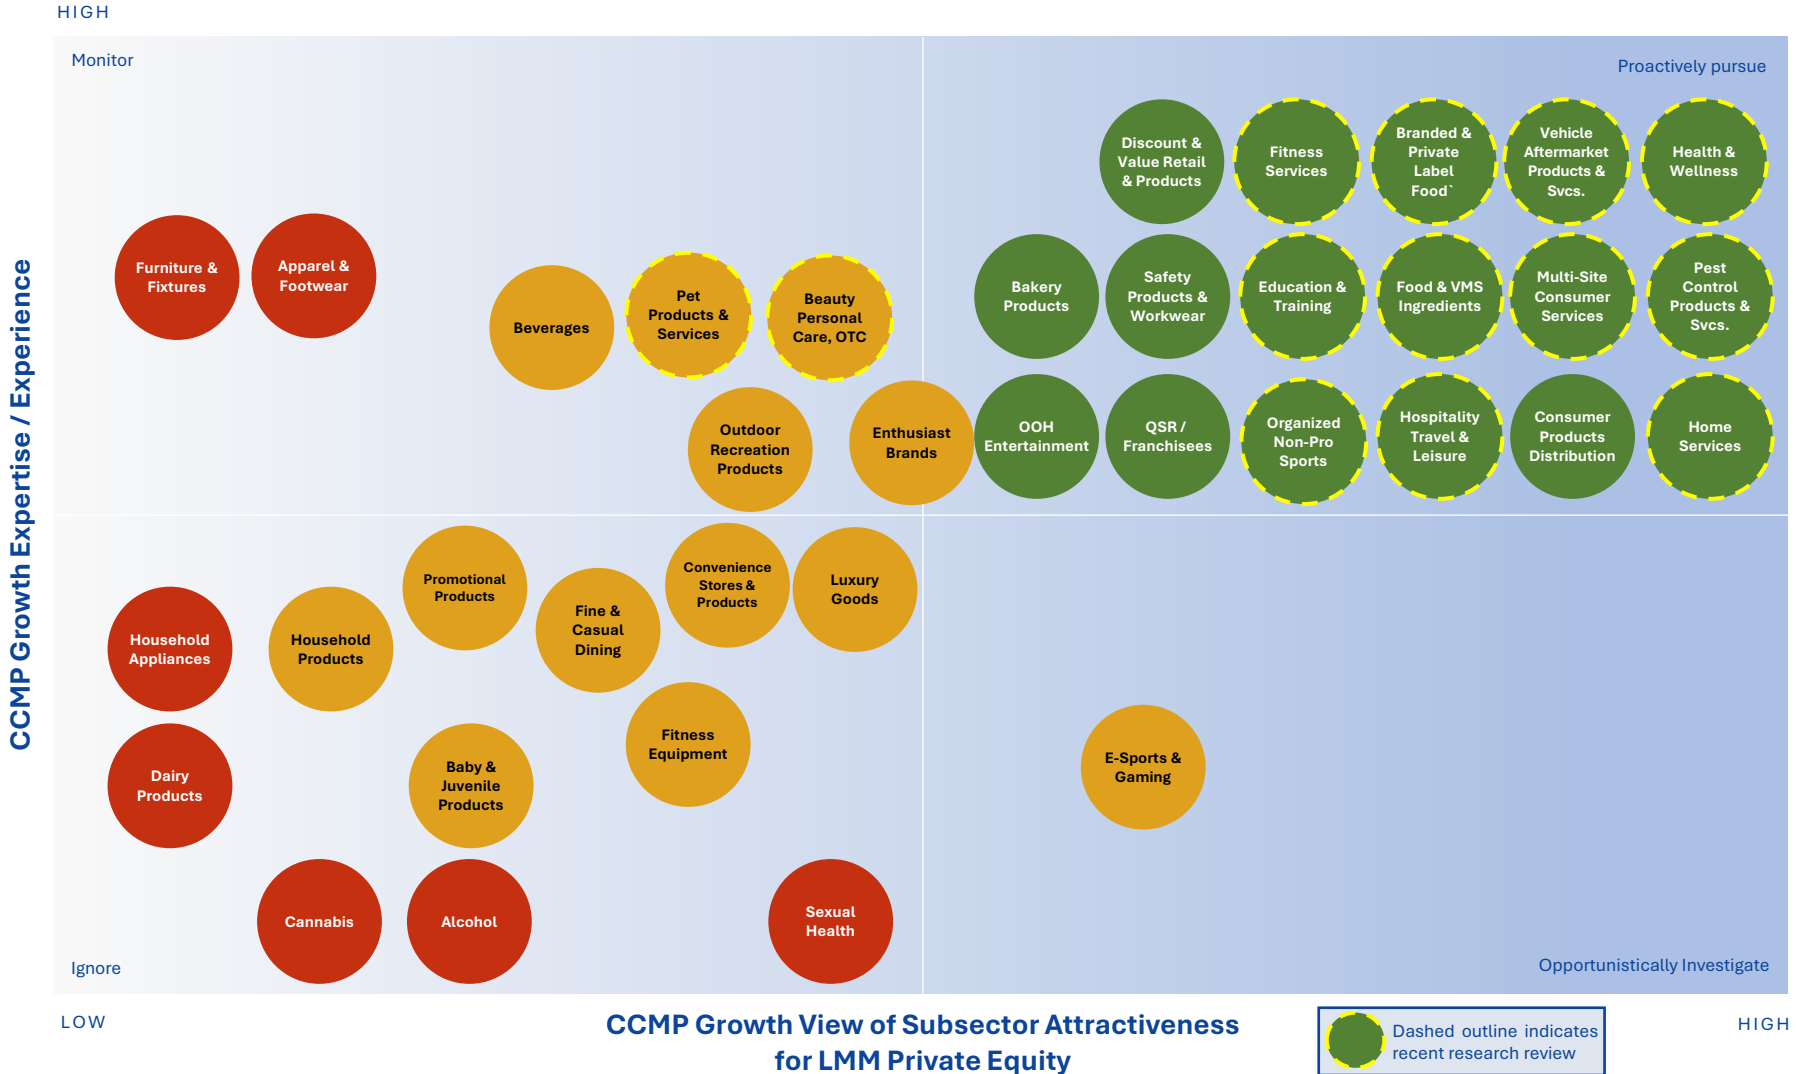 HIGH
Monitor
Proactively pursue
CCMP Growth Expertise / Experience
Discount &
Value Retail
& Products
Fitness
Services
Branded &
Private
Label
Food`
Vehicle
Aftermarket
Products &
Svcs.
Health &
Wellness
Furniture &
Fixtures
Apparel &
Footwear
Beverages
Pet
Products &
Services
Beauty
Personal
Care, OTC
Bakery
Products
Safety
Products &
Workwear
Education &
Training
Food & VMS
Ingredients
Multi-Site
Consumer
Services
Pest
Control
Products &
Svcs.
Outdoor
Recreation
Products
Enthusiast
Brands
OOH
Entertainment
QSR /
Franchisees
Organized
Non-Pro
Sports
Hospitality
Travel &
Leisure
Consumer
Products
Distribution
Home
Services
Household
Appliances
Household
Products
Promotional
Products
Fine &
Casual
Dining
Convenience
Stores &
Products
Luxury
Goods
Dairy
Products
Baby &
Juvenile
Products
Fitness
Equipment
E-Sports &
Gaming
Cannabis
Alcohol
Sexual
Health
Ignore
Opportunistically Investigate
LOW
CCMP Growth View of Subsector Attractiveness
for LMM Private Equity
HIGH
Dashed outline indicates
recent research review